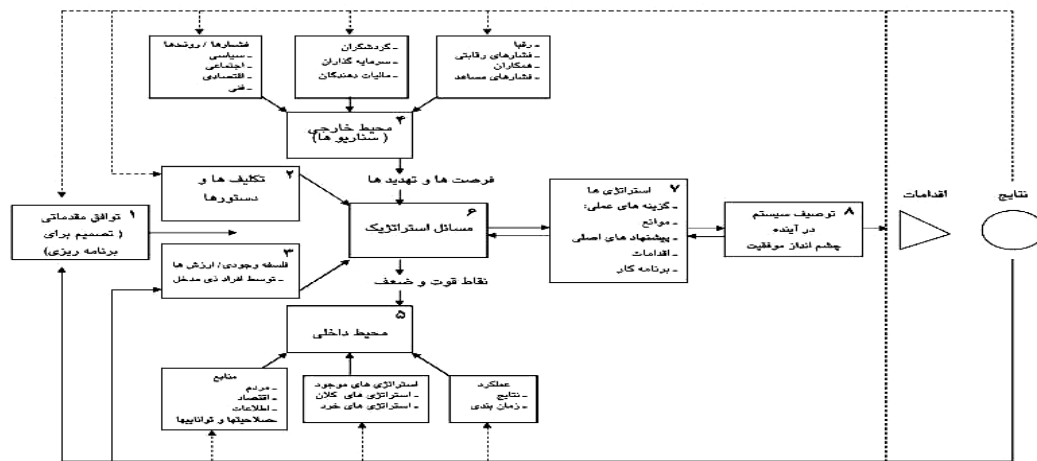 فشارها / روندها
ـ سیاسی
ـ اجتماعی
ـ اقتصادی
ـ فنی
ـ گردشگران
ـ سرمایه گذاران
ـ مالیات دهندگان
ـ رقبا
ـ فشارهای رقابتی
ـ همکاران
ـ فشارهای مساعد
۴
محیط خارجی
( سناریو ها)
فرصت ها و تهدید ها
۲
تکلیف ها و
دستورها
۱
توافق مقدماتی
( تصمیم برای
برنامه ریزی)
۳
فلسفه وجودی/ ارزش ها
ـ توسط افراد ذی مدخل
۶
مسائل استراتژیک
نقاط قوت و ضعف
۵
محیط داخلی
۷
استراتژی ها
ـ گزینه های عملی:
ـ موانع
ـ پیشنهاد های اصلی
ـ اقدامات
ـ برنامه کار
۸
توصیف سیستم
در آینده
چشم انداز موفقیت
اقدامات
نتایج
منابع
ـ مردم
ـ اقتصاد
ـ اطلاعات
ـصلاحیتها و تواناییها
استراتژی های موجود
ـ استراتژی های کلان
ـ استراتژی های خرد
عملکرد
ـ نتایج
ـ زمان بندی